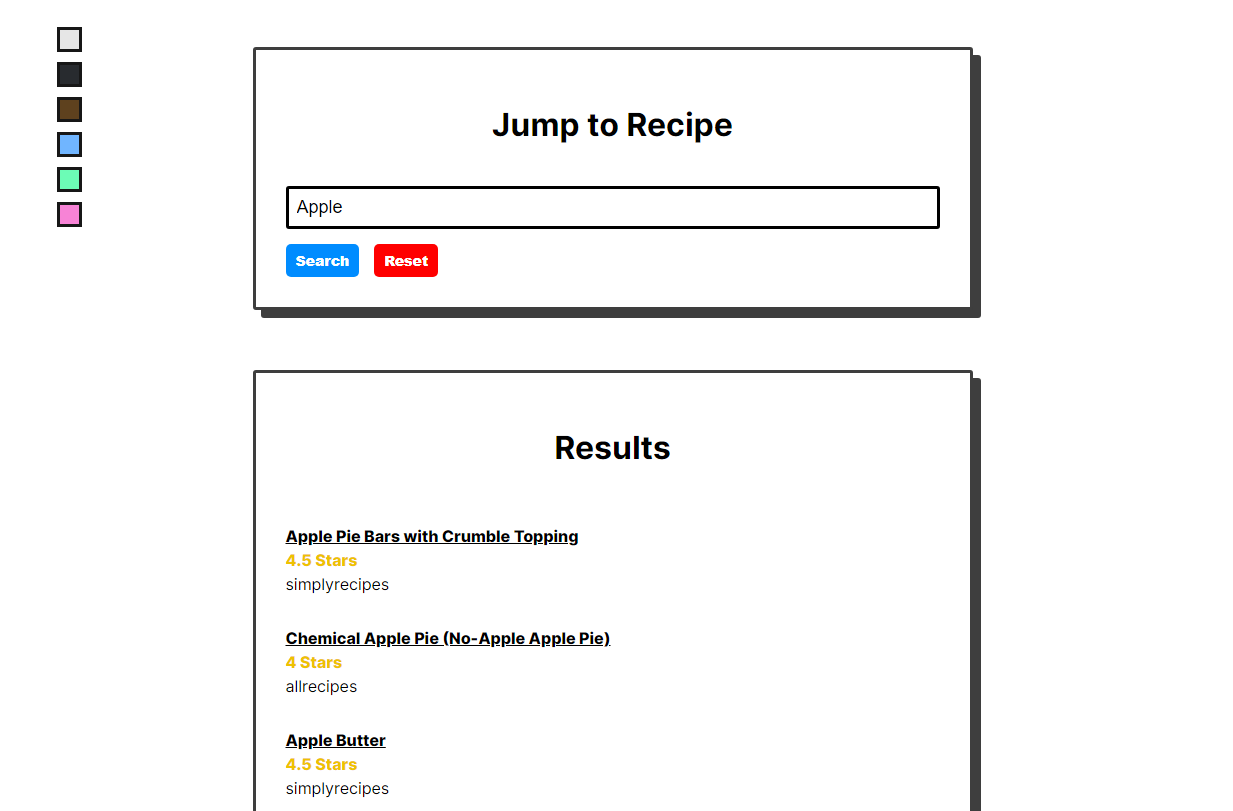 Jump to Recipe
Apple
Search Reset
Results
Apple Pie Bars with Crumble Topping
4.5 Stars
simplyrecipes
Chemical Apple Pie (No-Apple Apple Pie)
4 Stars
allrecipes
Apple Butter
4.5 Stars
simplyrecipes